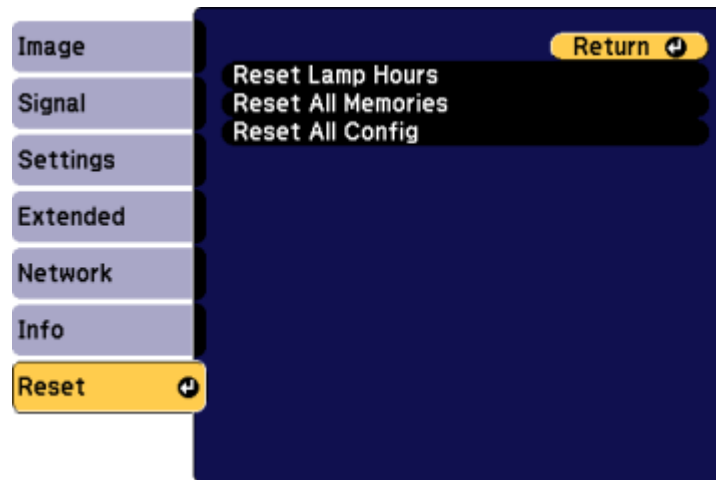 Image
Signal
Settings
Extended
Network
Info
Reset
Return
Reset Lamp Hours
Reset All Memories
Reset All Config